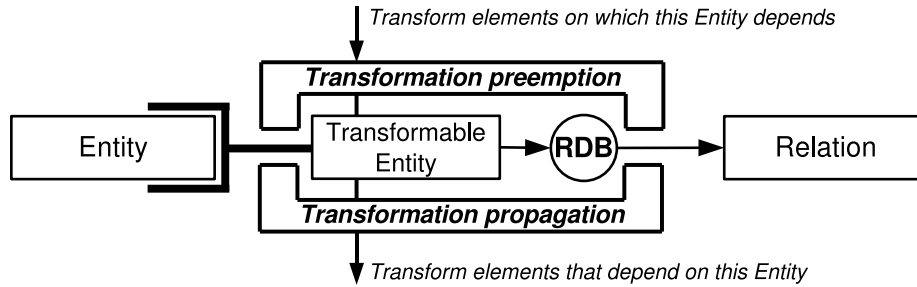 Transform elements on which this Entity depends
Transformation preemption
Entity
Transformable
Entity
RDB
Relation
Transformation propagation
Transform elements that depend on this Entity